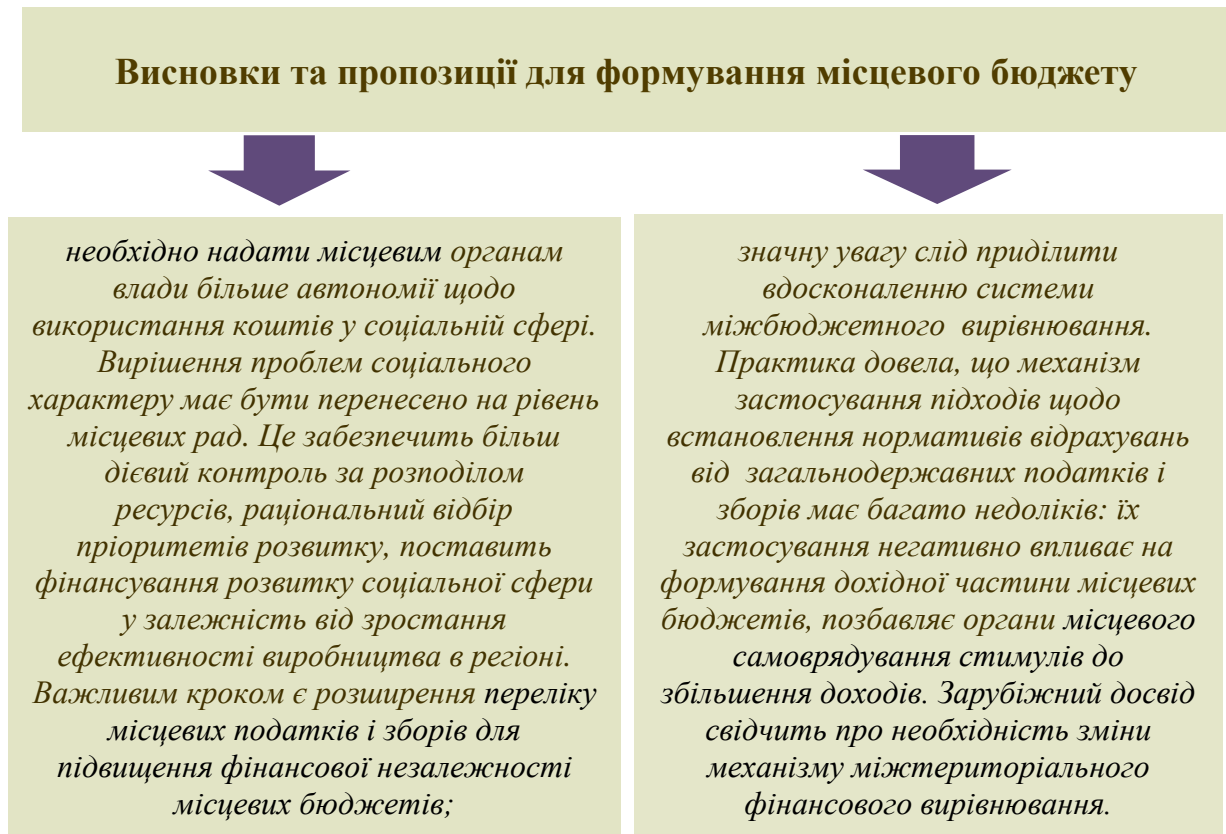 Висновки та пропозиції для формування місцевого бюджету
необхідно надати місцевим органам
влади більше автономії щодо
використання коштів у соціальній сфері.
Вирішення проблем соціального
характеру має бути перенесено на рівень
місцевих рад. Це забезпечить більш
дієвий контроль за розподілом
ресурсів, раціональний відбір
пріоритетів розвитку, поставить
фінансування розвитку соціальної сфери
у залежність від зростання
ефективності виробництва в регіоні.
Важливим кроком є розширення переліку
місцевих податків і зборів для
підвищення фінансової незалежності
місцевих бюджетів;
значну увагу слід приділити
вдосконаленню системи
міжбюджетного вирівнювання.
Практика довела, що механізм
застосування підходів щодо
встановлення нормативів відрахувань
від загальнодержавних податків і
зборів має багато недоліків: їх
застосування негативно впливає на
формування дохідної частини місцевих
бюджетів, позбавляє органи місцевого
самоврядування стимулів до
збільшення доходів. Зарубіжний досвід
свідчить про необхідність зміни
механізму міжтериторіального
фінансового вирівнювання.